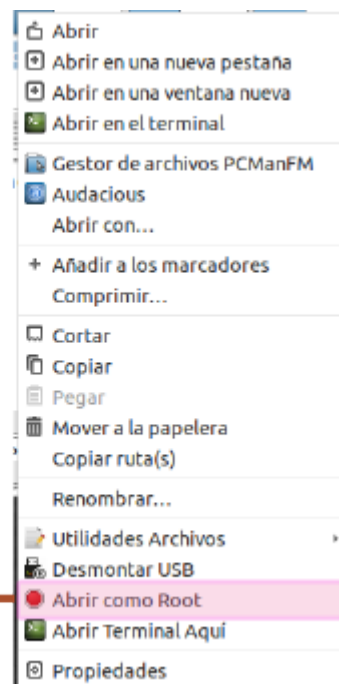 Abrir
Abrir en una nueva pestaña
Abrir en una ventana nueva
Abrir en el terminal
Gestor de archivos PCManFM
Audacious
Abrir con...
Añadir a los marcadores
Comprimir...
Cortar
Copiar
Pegar
Mover a la papelera
Copiar ruta(s)
Renombrar...
Utilidades Archivos
Desmontar USB
Abrir como Root
Abrir Terminal Aquí
Propiedades